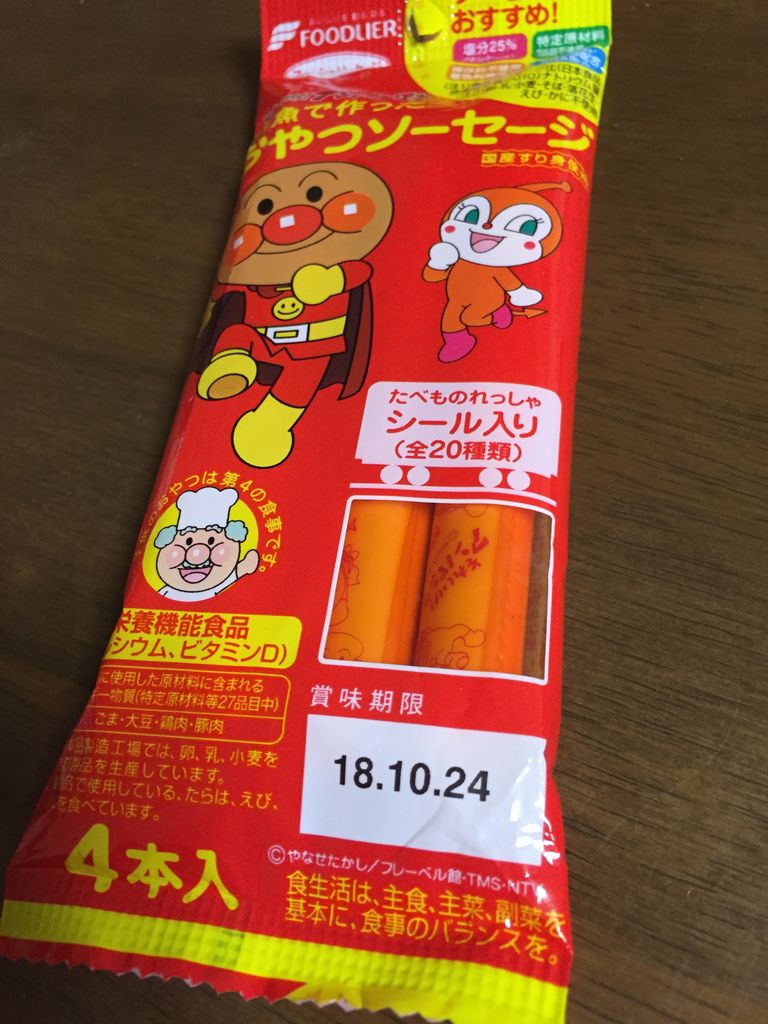 FOODLIER
おすすめ!
塩分25%
特定原材料
魚で作った
おやつソーセージ
国産すり身使用
たべものれっしゃ
シール入り
(全20種類)
のおやつは第4の食事です。
栄養機能食品
シウム、ビタミンD)
に使用した原材料に含まれる
物質(特定原材料等27品目中)
ごま・大豆・鶏肉・豚肉
製造工場では、卵、乳、小麦を
製品を生産しています。
で使用している、たらは、えび、
を食べています。
賞味期限
18.10.24
4本入
©やなせたかし/フレーベル館・TMS・NTV
食生活は、主食、主菜、副菜を
基本に、食事のバランスを。